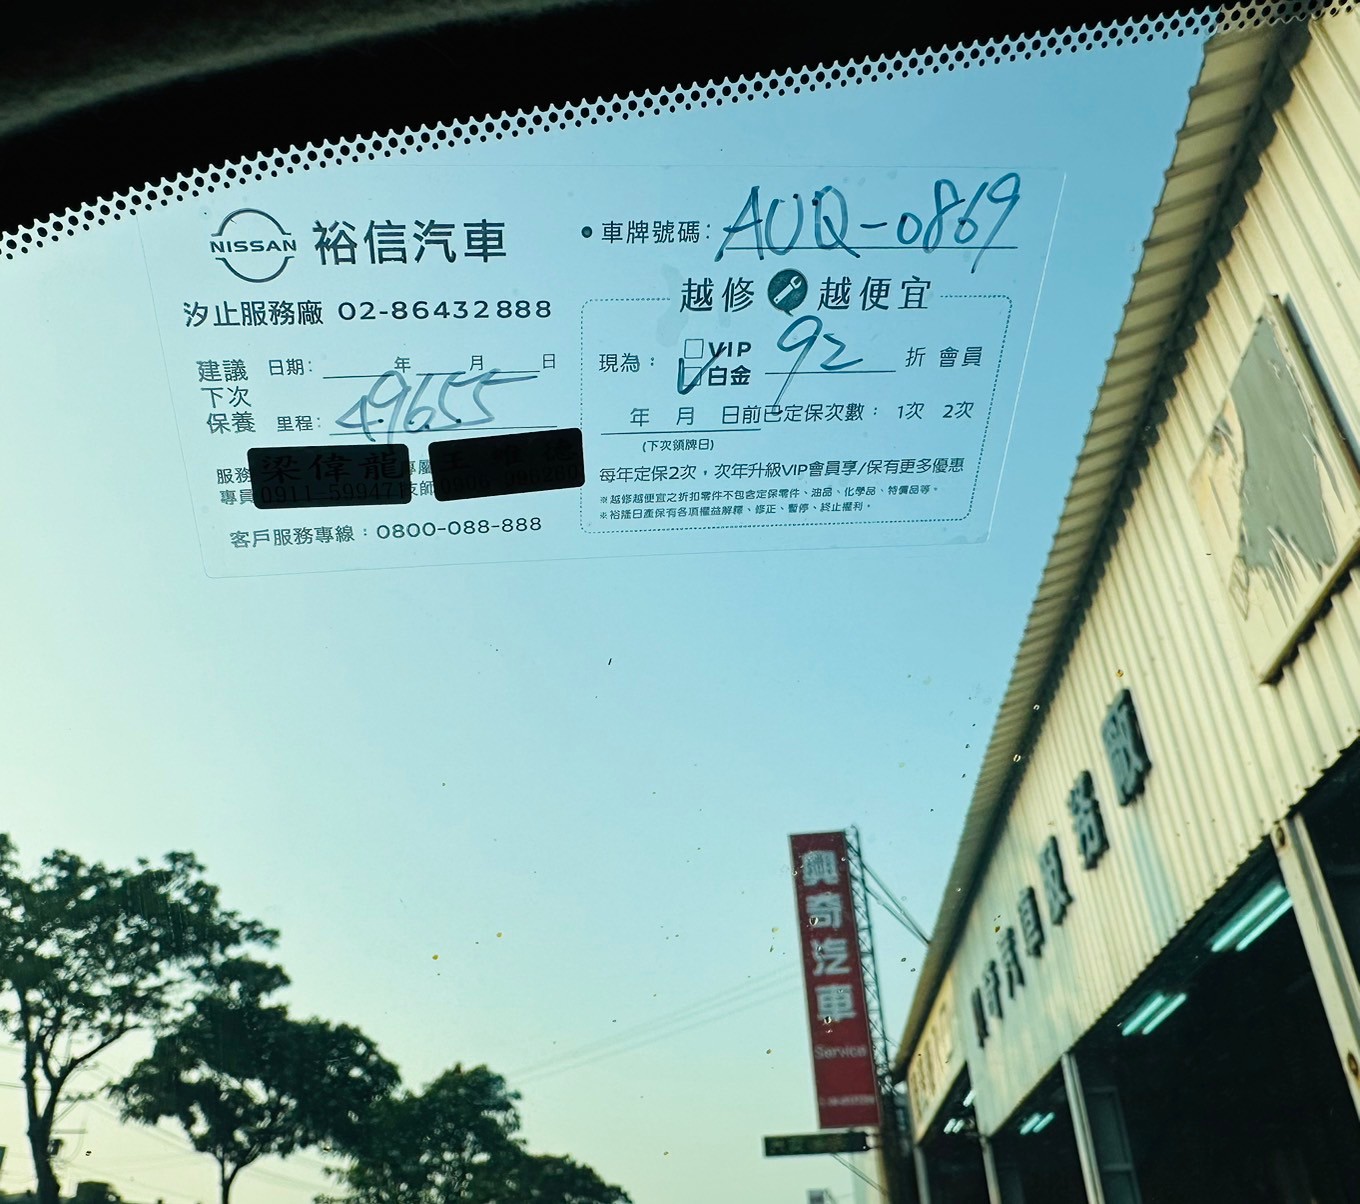 NISSAN 裕信汽車
汐止服務廠 02-86432888
建議下次保養
日期: 年 月 日
里程: 49655
服務專員
客戶服務專線：0800-088-888
•車牌號碼: AUQ-0869
越修 越便宜
現為： □VIP
☑白金 92 折 會員
年 月 日前已定保次數： 1次 2次
(下次領牌日)
每年定保2次，次年升級VIP會員享/保有更多優惠
※越修越便宜之折扣零件不包含定保零件、油品、化學品、特價品等。
※裕隆日產保有各項權益解釋、修正、暫停、終止權利。
興奇汽車
Service
興奇汽車服務廠